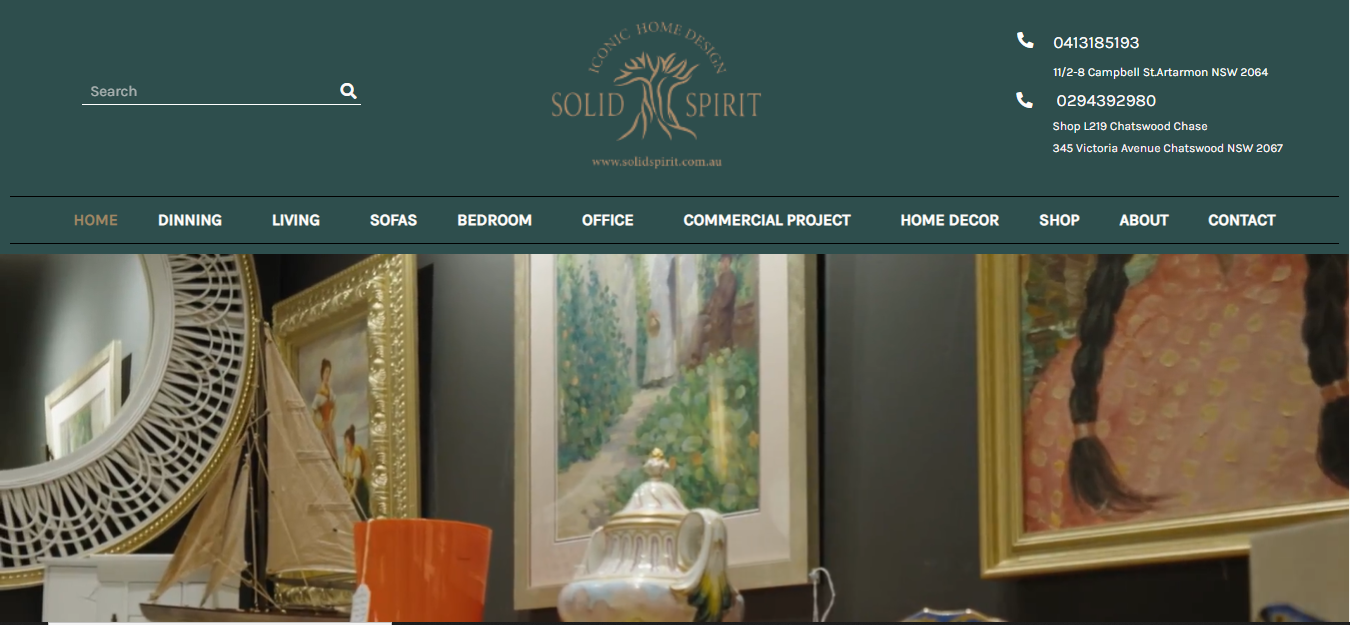 Search
ICONIC HOME DESIGN
SOLID SPIRIT
www.solidspirit.com.au
0413185193
11/2-8 Campbell St.Artarmon NSW 2064
0294392980
Shop L219 Chatswood Chase
345 Victoria Avenue Chatswood NSW 2067
HOME DINNING LIVING SOFAS BEDROOM OFFICE COMMERCIAL PROJECT HOME DECOR SHOP ABOUT CONTACT